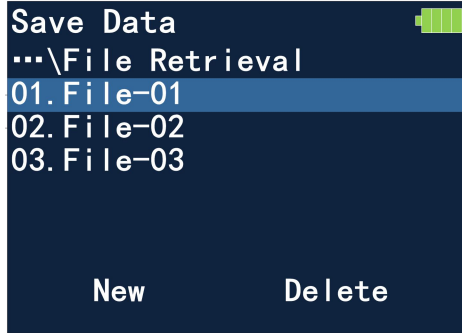 Save Data
···\File Retrieval
01.File-01
02.File-02
03.File-03
New Delete